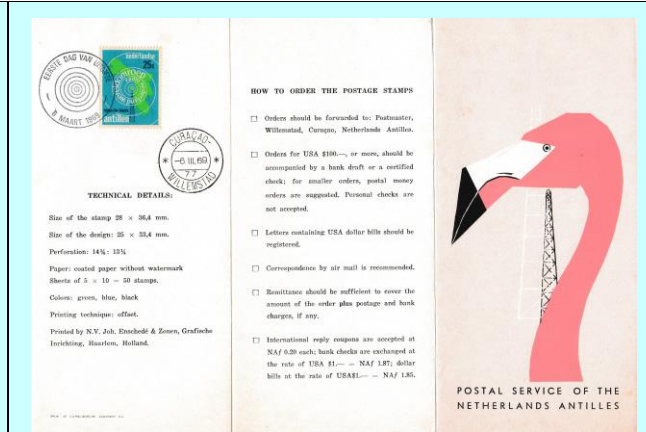 EERSTE DAG VAN
MAART 1969
nederlandse
25c
antillen
CURAÇAO-
-6 III.69
77
WILLEMSTAD
TECHNICAL DETAILS:
Size of the stamp 28 × 36,4 mm.
Size of the design: 25 × 33,4 mm.
Perforation: 14¾: 13¾
Paper: coated paper without watermark
Sheets of 5 × 10 — 50 stamps.
Colors: green, blue, black
Printing technique: offset.
Printed by N.V. Joh. Enschedé & Zonen, Grafische
Inrichting, Haarlem, Holland.
HOW TO ORDER THE POSTAGE STAMPS
Orders should be forwarded to: Postmaster,
Willemstad, Curaçao, Netherlands Antilles.
Orders for USA $100.—, or more, should be
accompanied by a bank draft or a certified
check; for smaller orders, postal money
orders are suggested. Personal checks are
not accepted.
Letters containing USA dollar bills should be
registered.
Correspondence by air mail is recommended.
Remittance should be sufficient to cover the
amount of the order plus postage and bank
charges, if any.
International reply coupons are accepted at
NAƒ 0.20 each; bank checks are exchanged at
the rate of USA $1.— = NAƒ 1.87; dollar
bills at the rate of USA$1.— = NAƒ 1.85.
POSTAL SERVICE OF THE
NETHERLANDS ANTILLES